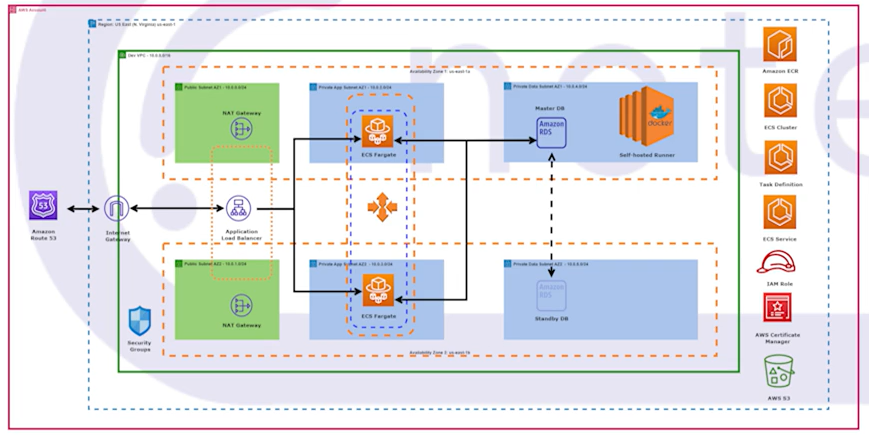 AWS Account
Region: US East (N. Virginia) us-east-1
note
Dev VPC - 10.0.0.0/16
Availability Zone 1: us-east-1a
Public Subnet AZ1 - 10.0.0.0/24
Private App Subnet AZ1 - 10.0.2.0/24
Private Data Subnet AZ1 - 10.0.4.0/24
NAT Gateway
Master DB
Amazon
RDS
docker
ECS Fargate
Self-hosted Runner
Amazon
Route 53
Internet
Gateway
Application
Load Balancer
Public Subnet AZ2 - 10.0.1.0/24
Private App Subnet AZ2 - 10.0.3.0/24
Private Data Subnet AZ2 -
NAT Gateway
ECS Fargate
Amazon
RDS
Standby DB
Security
Groups
Availability Zone 2: us-east-1b
Amazon ECR
ECS Cluster
Task Definition
ECS Service
IAM Role
AWS Certificate
Manager
AWS S3
53